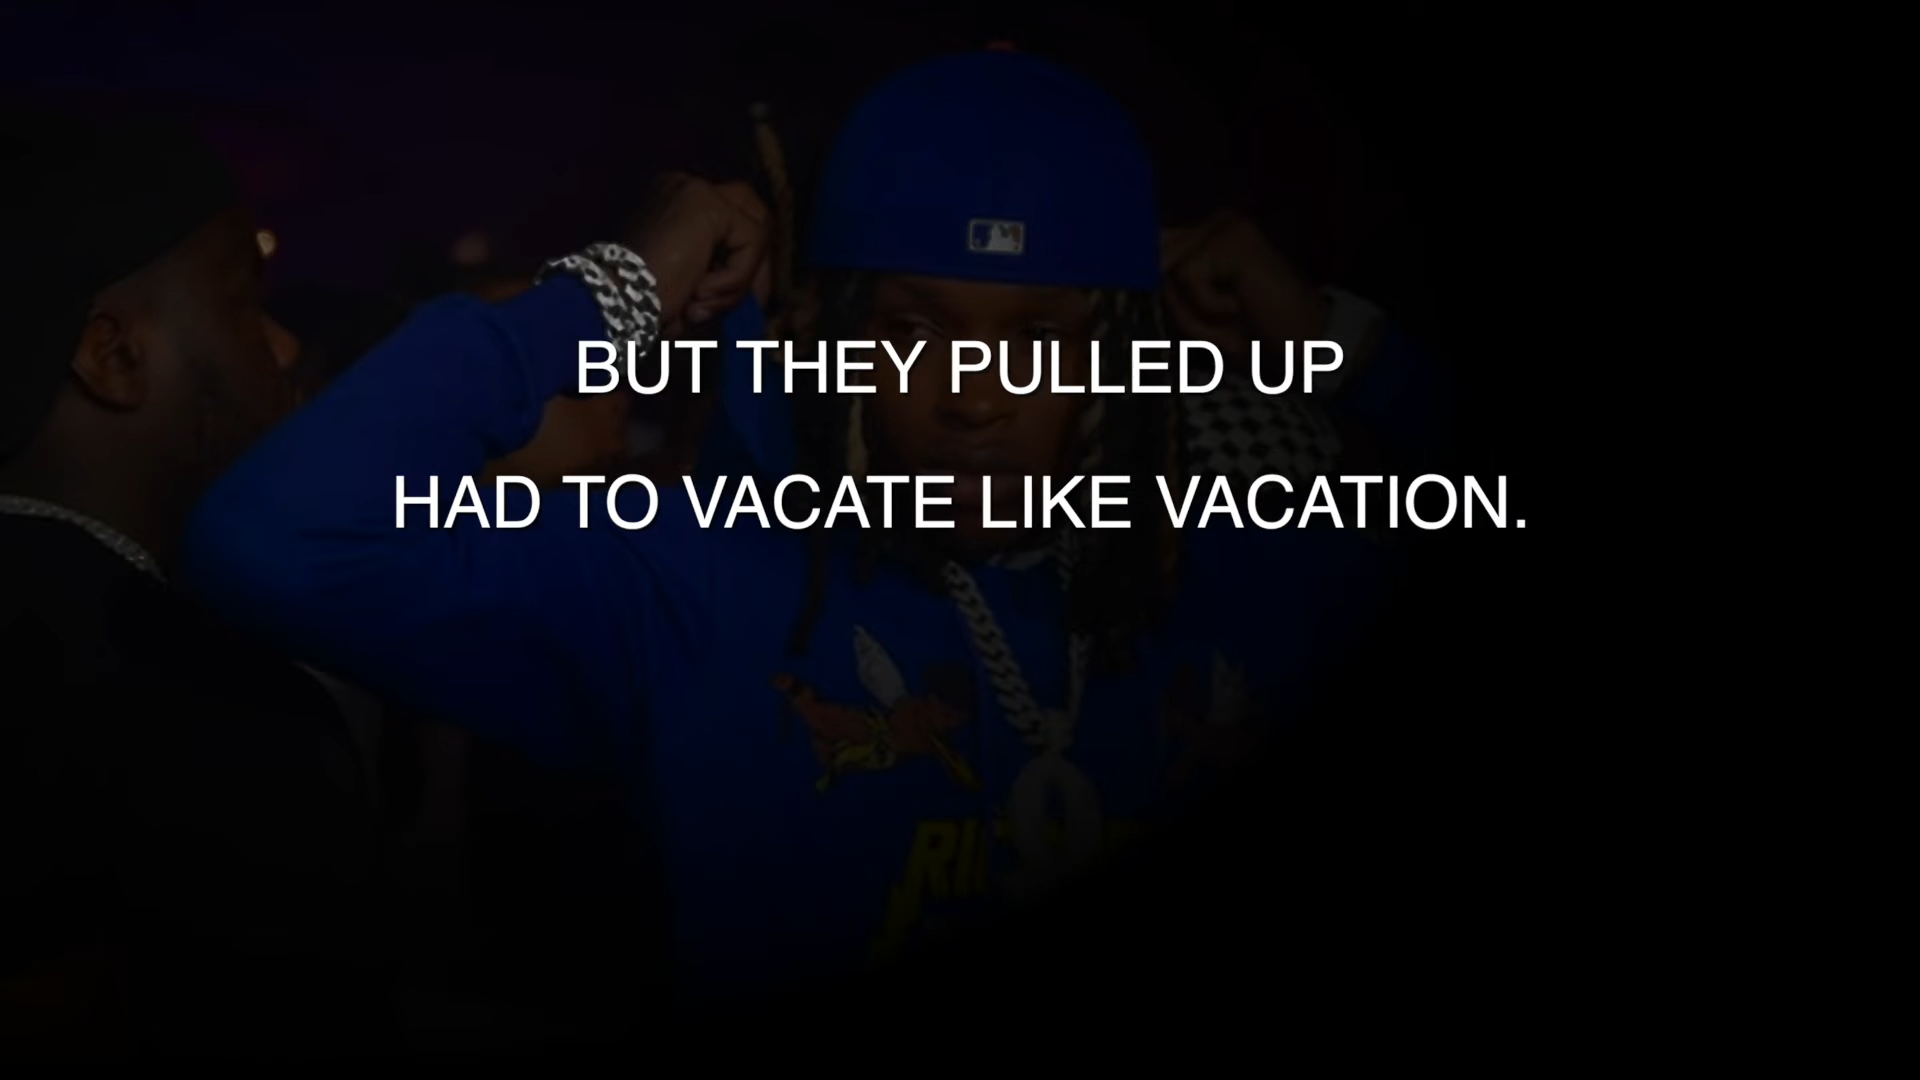 BUT THEY PULLED UP
HAD TO VACATE LIKE VACATION.